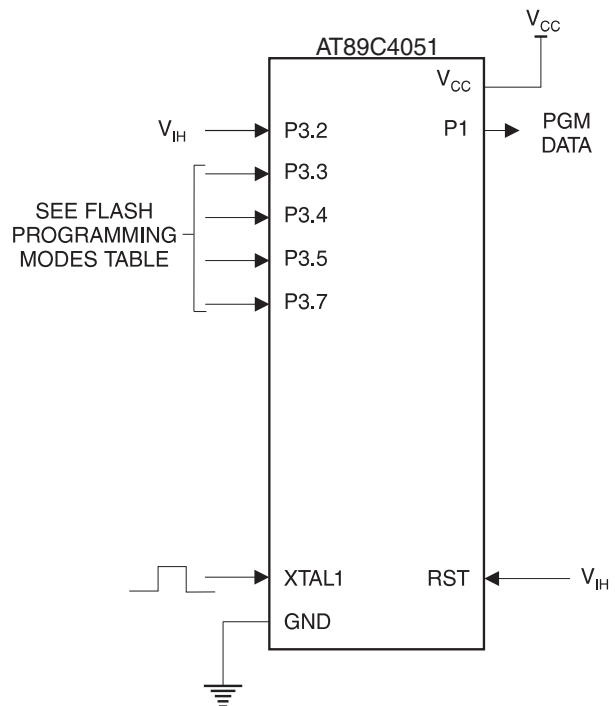 AT89C4051
VCC
VCC
VIH
P3.2
P1
PGM
DATA
P3.3
SEE FLASH
PROGRAMMING
MODES TABLE
P3.4
P3.5
P3.7
XTAL1
RST
VIH
GND